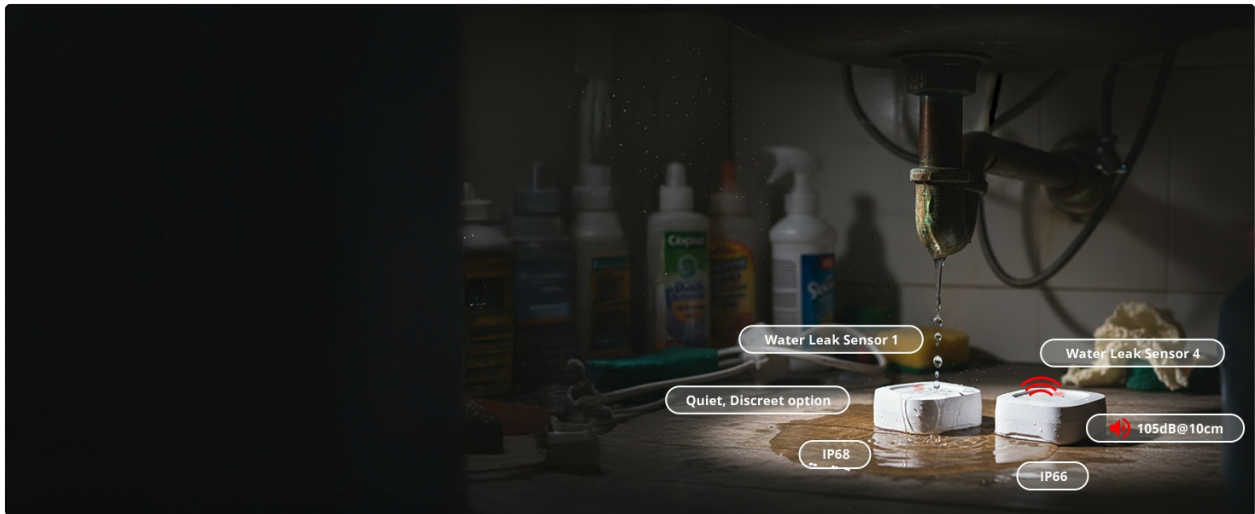 Water Leak Sensor 1
Water Leak Sensor 4
Quiet, Discreet option
105dB@10cm
IP68
IP66